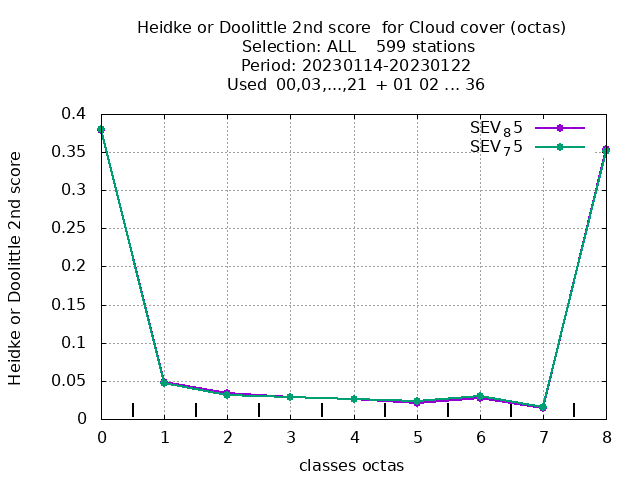 Heidke or Doolittle 2nd score  for Cloud cover (octas)
Selection: ALL    599 stations
Period: 20230114-20230122
Used  00,03,...,21  + 01 02 ... 36
SEV₈5
SEV₇5
Heidke or Doolittle 2nd score
0.4
0.35
0.3
0.25
0.2
0.15
0.1
0.05
0
0 1 2 3 4 5 6 7 8
classes octas